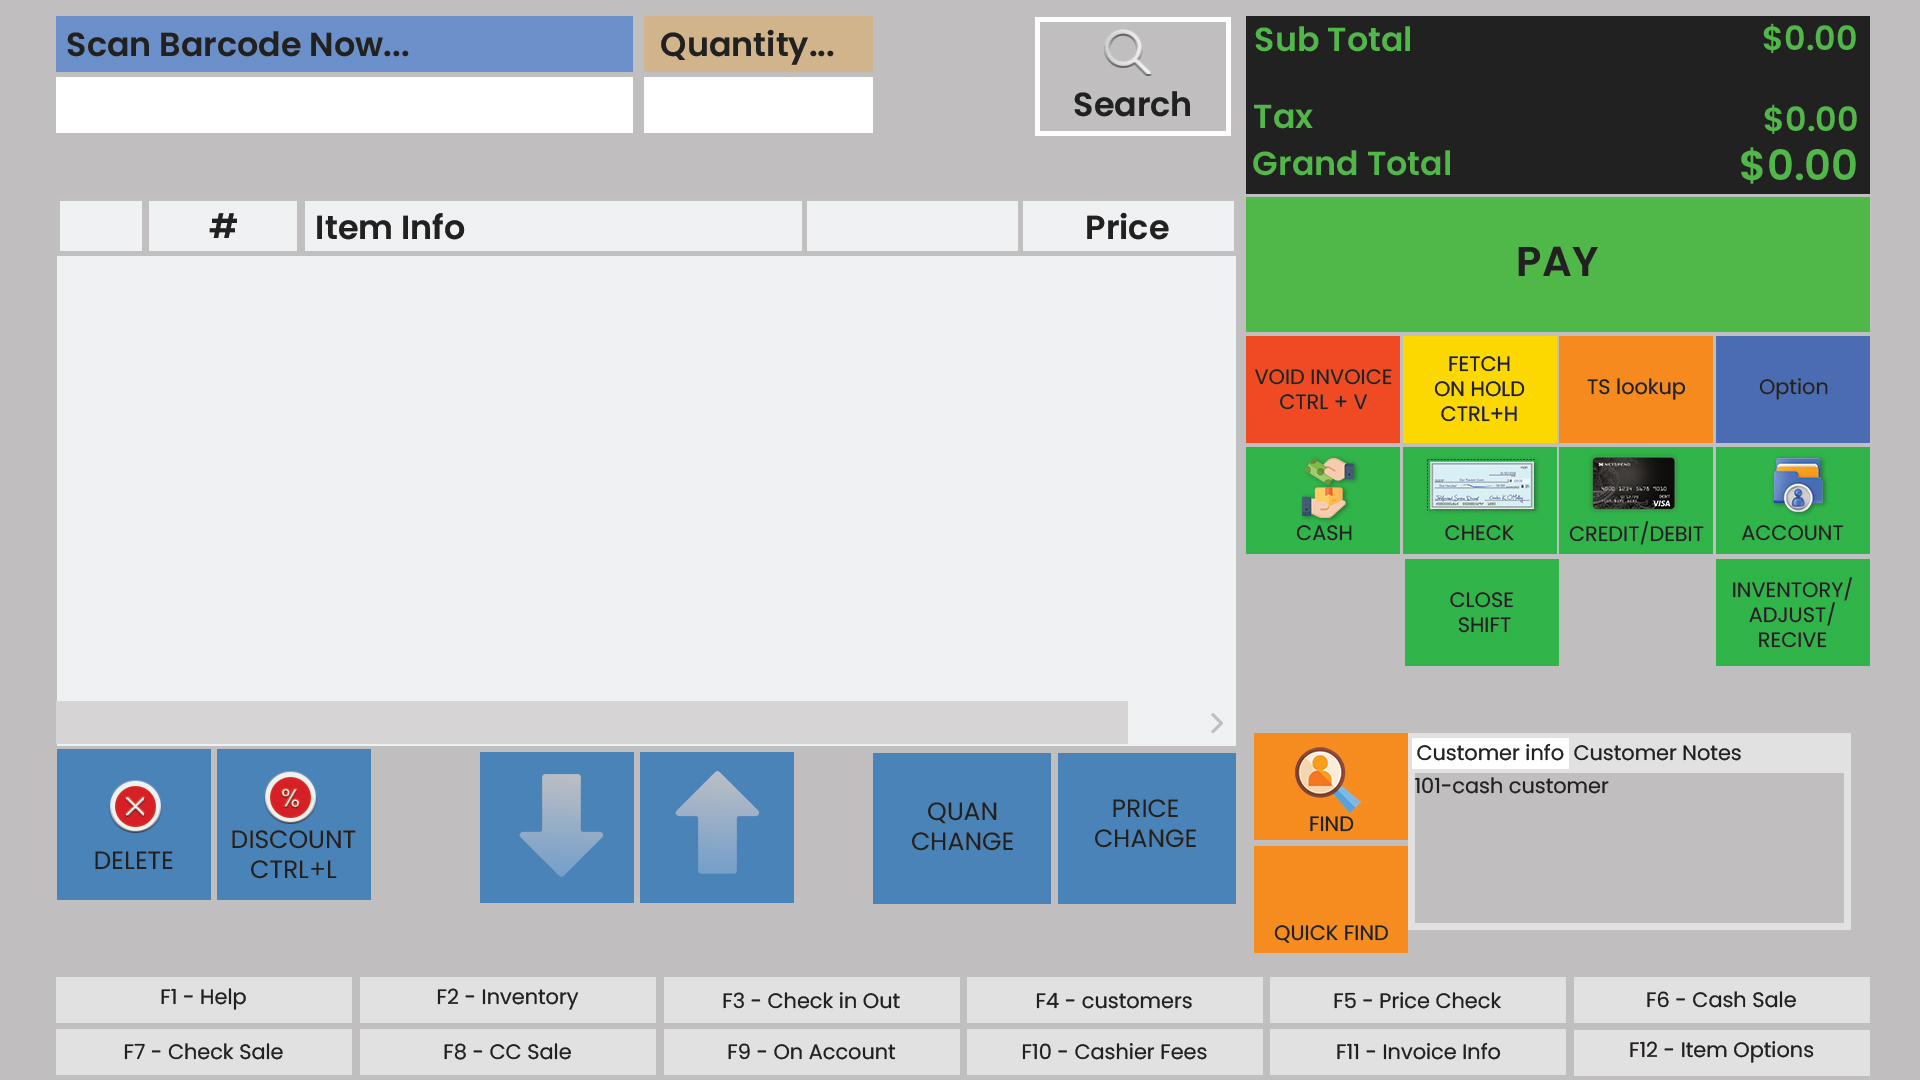 Scan Barcode Now...
Quantity...
Search
Sub Total
$0.00
Tax
$0.00
Grand Total
$0.00
#
Item Info
Price
PAY
VOID INVOICE
CTRL + V
FETCH
ON HOLD
CTRL+H
TS lookup
Option
CASH
CHECK
VISA
CREDIT/DEBIT
ACCOUNT
CLOSE
SHIFT
INVENTORY/
ADJUST/
RECIVE
%
DELETE
DISCOUNT
CTRL+L
QUAN
CHANGE
PRICE
CHANGE
FIND
QUICK FIND
Customer info
Customer Notes
101-cash customer
F1 - Help
F2 - Inventory
F3 - Check in Out
F4 - customers
F5 - Price Check
F6 - Cash Sale
F7 - Check Sale
F8 - CC Sale
F9 - On Account
F10 - Cashier Fees
F11 - Invoice Info
F12 - Item Options